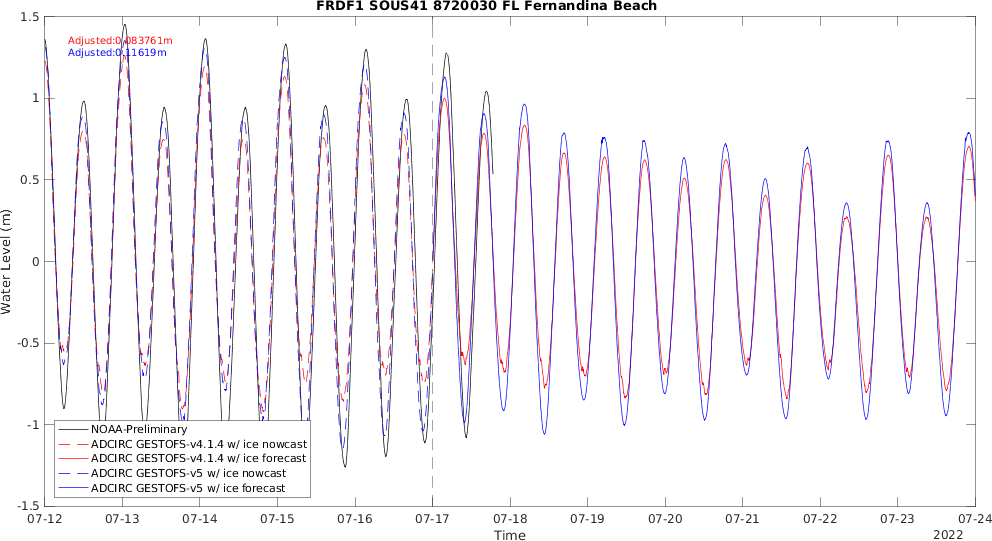 FRDF1 SOUS41 8720030 FL Fernandina Beach
1.5
Adjusted:0.083761m
Adjusted:0.11619m
1
0.5
0
-0.5
-1
-1.5
Water Level (m)
NOAA-Preliminary
ADCIRC GESTOFS-v4.1.4 w/ ice nowcast
ADCIRC GESTOFS-v4.1.4 w/ ice forecast
ADCIRC GESTOFS-v5 w/ ice nowcast
ADCIRC GESTOFS-v5 w/ ice forecast
07-12 07-13 07-14 07-15 07-16 07-17 07-18 07-19 07-20 07-21 07-22 07-23 07-24
Time
2022